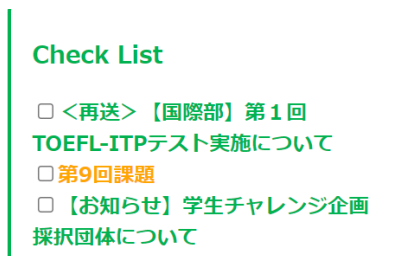 Check List
＜再送＞【国際部】第１回
TOEFL-ITPテスト実施について
第9回課題
【お知らせ】学生チャレンジ企画
採択団体について